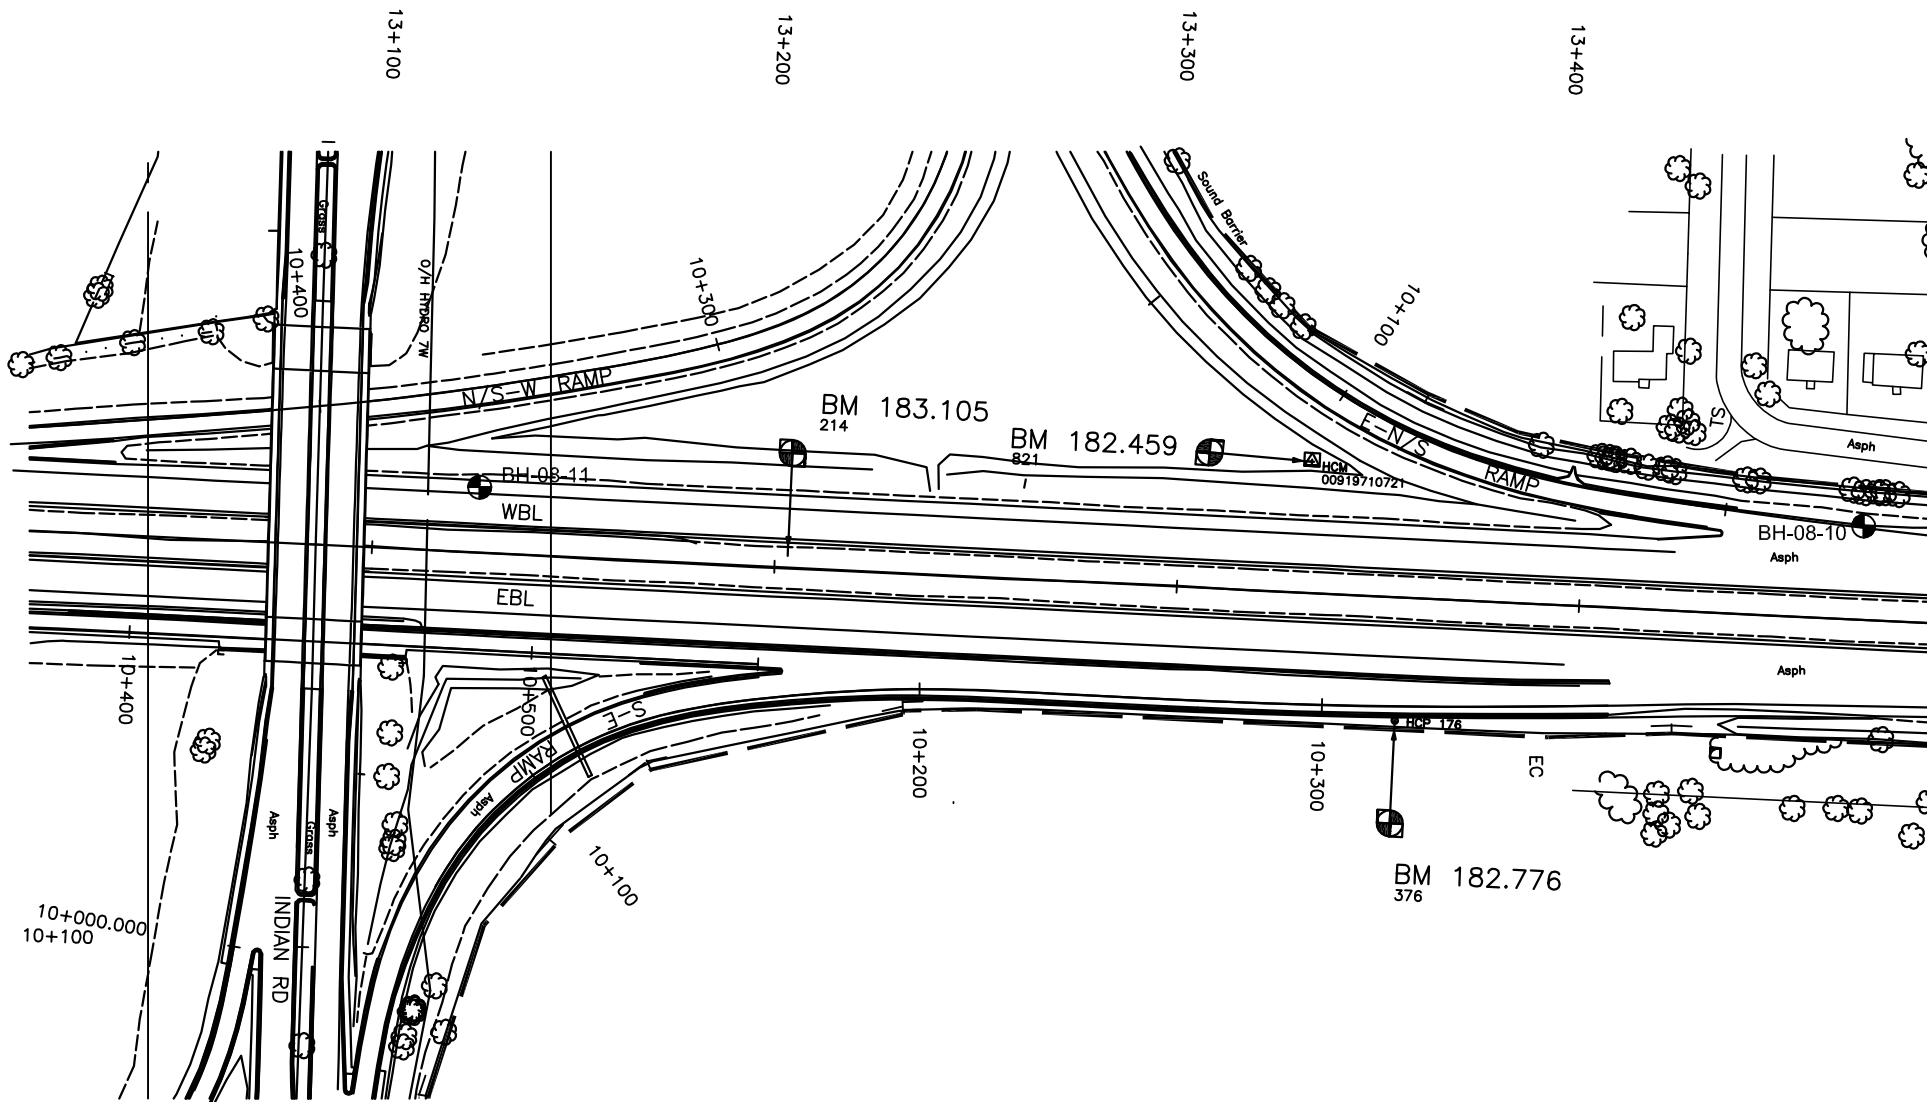 13+100
13+200
13+300
13+400
Sound Barrier
Grass
10+400
O/H HYDRO 7W
10+300
10+100
N/S-W RAMP
BM 183.105
214
BM 182.459
821
E-N/S RAMP
TS
Asph
HCM
00919710721
BH-08-11
WBL
BH-08-10
Asph
EBL
Asph
10+400
10+500
S-E RAMP
HCP 176
10+200
10+300
EC
Asph
Asph
Asph
Grass
10+100
BM 182.776
376
10+000.000
10+100
INDIAN RD